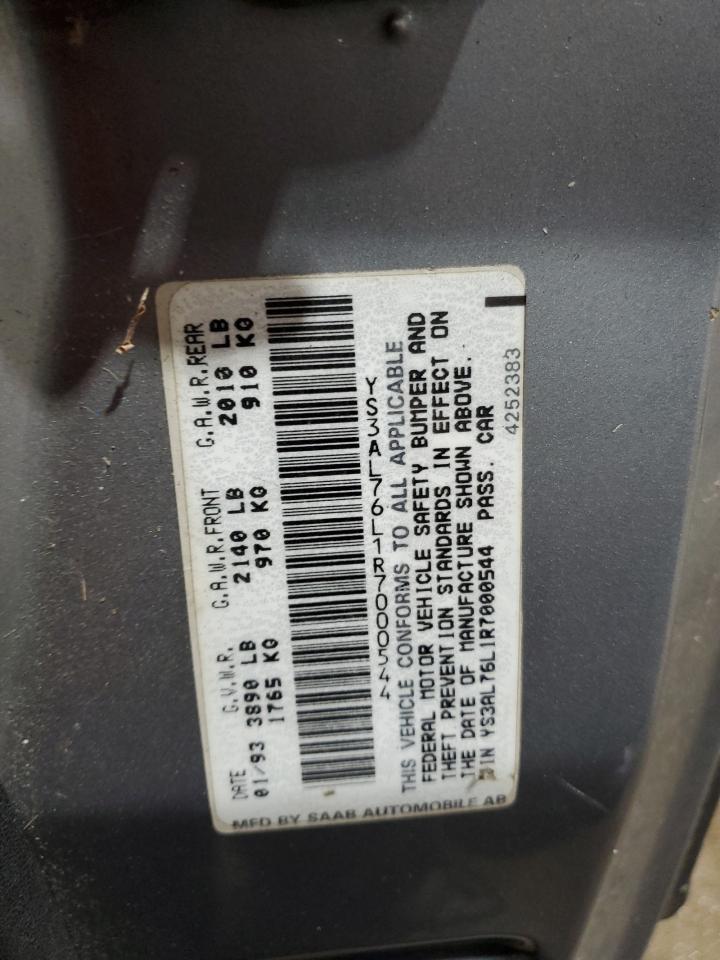 MFD BY SAAB AUTOMOBILE AB
DATE G.V.W.R. G.A.W.R.FRONT G.A.W.R.REAR
01/93 3890 LB 2140 LB 2010 LB
1765 KG 970 KG 910 KG
YS3AL76L1R7000544
THIS VEHICLE CONFORMS TO ALL APPLICABLE
FEDERAL MOTOR VEHICLE SAFETY BUMPER AND
THEFT PREVENTION STANDARDS IN EFFECT ON
THE DATE OF MANUFACTURE SHOWN ABOVE.
VIN YS3AL76L1R7000544 PASS. CAR
4252383